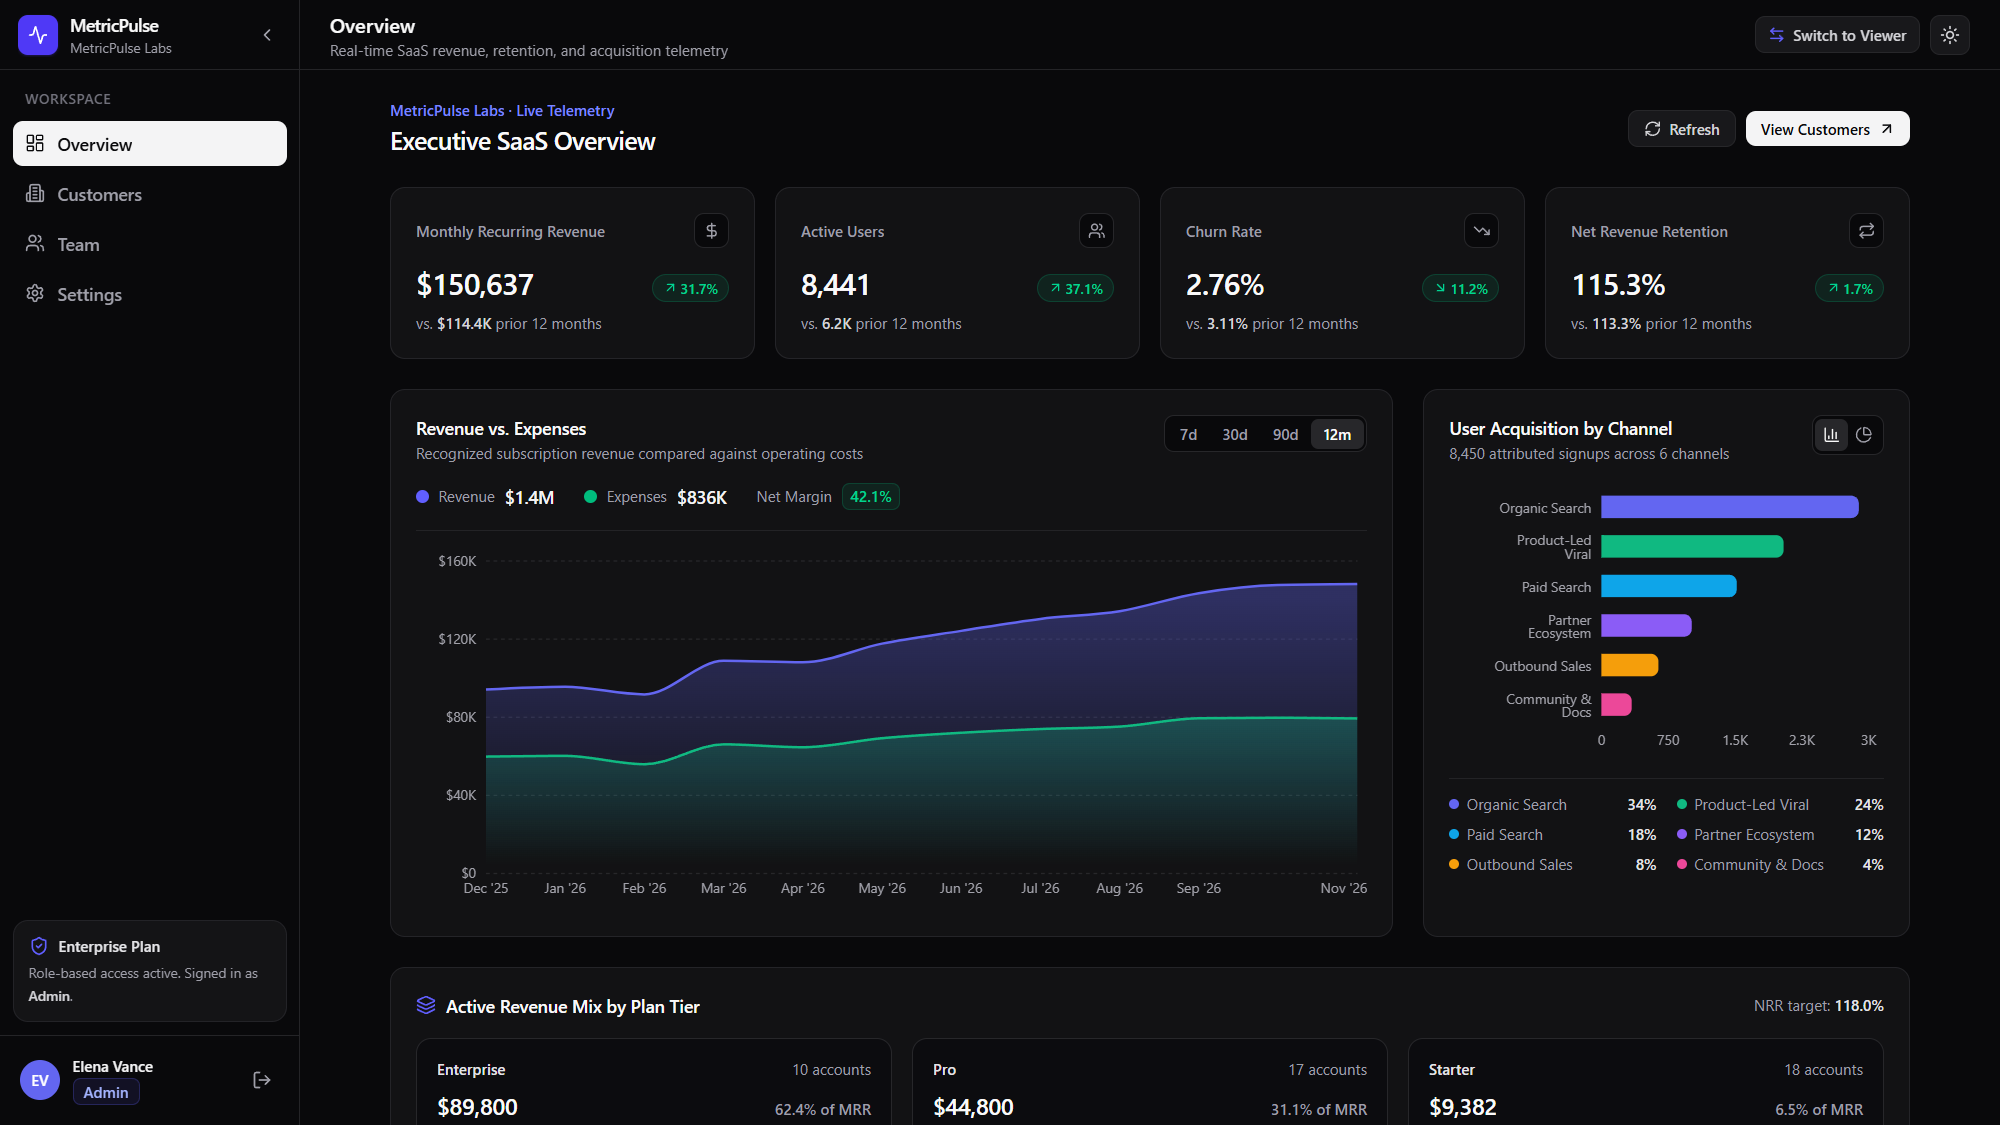 MetricPulse
MetricPulse Labs
WORKSPACE
Overview
Customers
Team
Settings
Enterprise Plan
Role-based access active. Signed in as
Admin.
EV
Elena Vance
Admin
Overview
Real-time SaaS revenue, retention, and acquisition telemetry
Switch to Viewer
MetricPulse Labs · Live Telemetry
Executive SaaS Overview
Refresh
View Customers
Monthly Recurring Revenue
$150,637
31.7%
vs. $114.4K prior 12 months
Active Users
8,441
37.1%
vs. 6.2K prior 12 months
Churn Rate
2.76%
11.2%
vs. 3.11% prior 12 months
Net Revenue Retention
115.3%
1.7%
vs. 113.3% prior 12 months
Revenue vs. Expenses
Recognized subscription revenue compared against operating costs
7d 30d 90d 12m
Revenue $1.4M Expenses $836K Net Margin 42.1%
$160K
$120K
$80K
$40K
$0
Dec '25 Jan '26 Feb '26 Mar '26 Apr '26 May '26 Jun '26 Jul '26 Aug '26 Sep '26 Nov '26
User Acquisition by Channel
8,450 attributed signups across 6 channels
Organic Search
Product-Led
Viral
Paid Search
Partner
Ecosystem
Outbound Sales
Community &
Docs
0 750 1.5K 2.3K 3K
Organic Search 34% Product-Led Viral 24%
Paid Search 18% Partner Ecosystem 12%
Outbound Sales 8% Community & Docs 4%
Active Revenue Mix by Plan Tier
NRR target: 118.0%
Enterprise 10 accounts
$89,800 62.4% of MRR
Pro 17 accounts
$44,800 31.1% of MRR
Starter 18 accounts
$9,382 6.5% of MRR